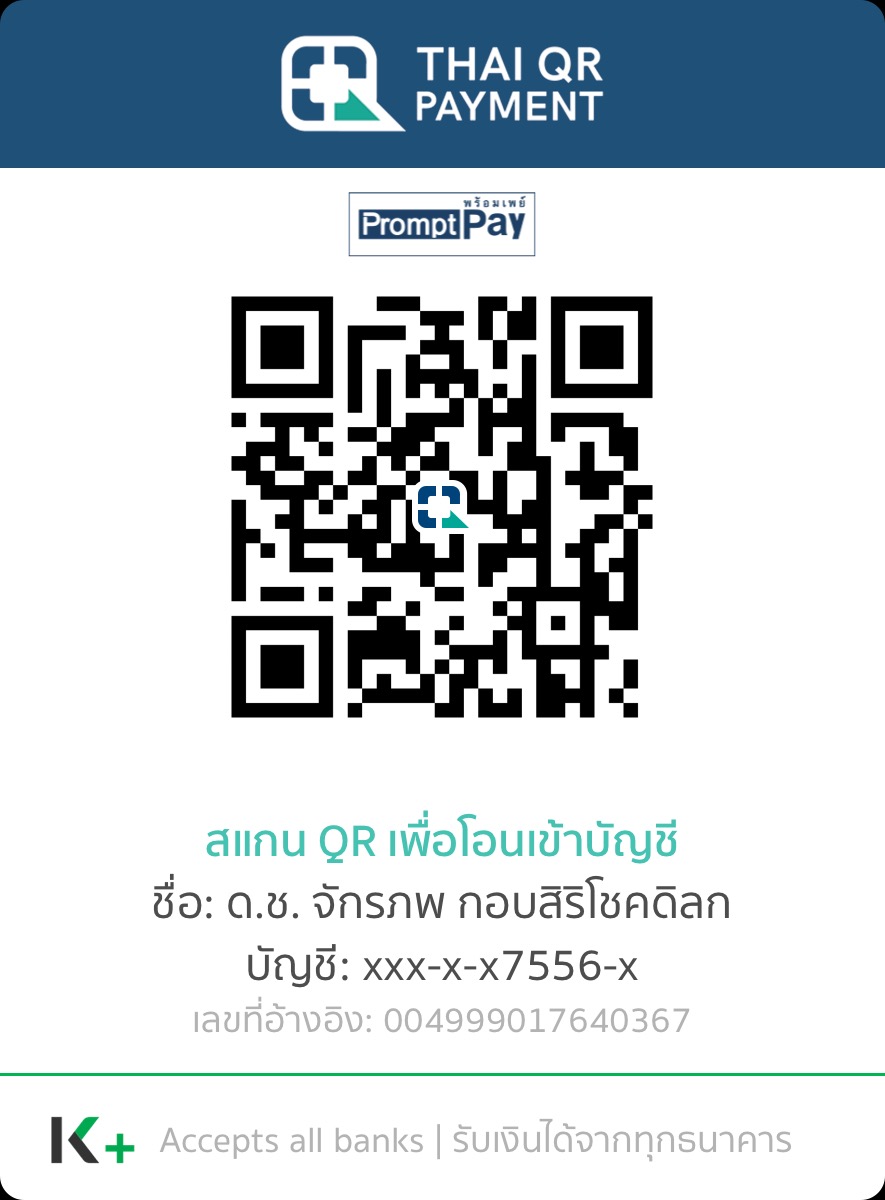 THAI QR
PAYMENT
พร้อมเพย์
PromptPay
สแกน QR เพื่อโอนเข้าบัญชี
ชื่อ: ด.ช. จักรภพ กอบสิริโชคดิลก
บัญชี: xxx-x-x7556-x
เลขที่อ้างอิง: 004999017640367
K+ Accepts all banks | รับเงินได้จากทุกธนาคาร